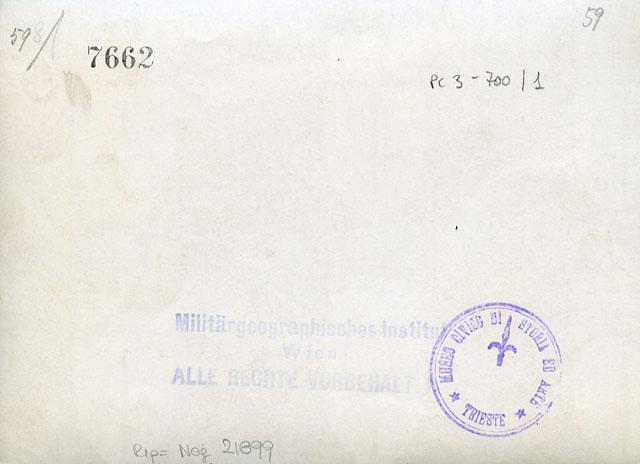 598/
59
7662
PC 3-700/1
Militärgeographisches Institut
Wien
ALLE RECHTE VORBEHALT
MUSEO CIVICO DI STORIA ED ARTE
★ TRIESTE ★
Rip= Neg. 21899